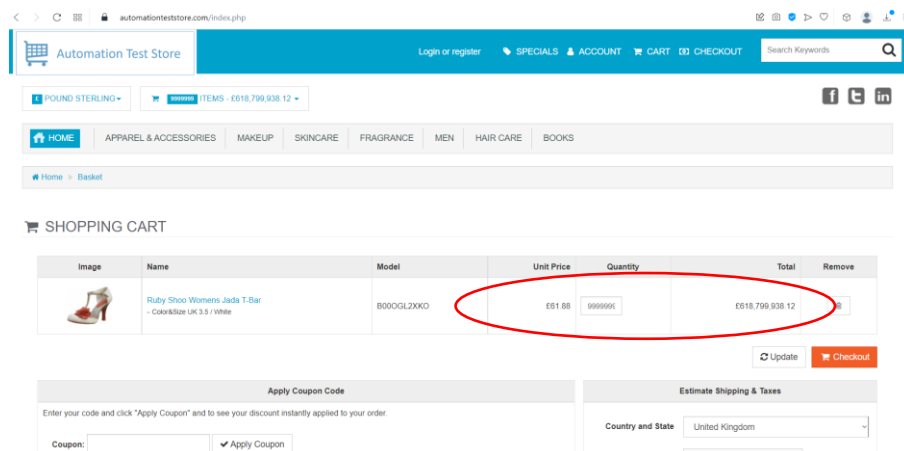 automationteststore.com/index.php
Automation Test Store
Login or register SPECIALS ACCOUNT CART CHECKOUT Search Keywords
£ POUND STERLING 9999999 ITEMS - £618,799,938.12
HOME APPAREL & ACCESSORIES MAKEUP SKINCARE FRAGRANCE MEN HAIR CARE BOOKS
Home Basket
SHOPPING CART
Image Name Model Unit Price Quantity Total Remove
Ruby Shoo Womens Jada T-Bar
- Color&Size UK 3.5 / White
B00OGL2XKO £61.88 9999999 £618,799,938.12
Update Checkout
Apply Coupon Code Estimate Shipping & Taxes
Enter your code and click "Apply Coupon" and to see your discount instantly applied to your order.
Country and State United Kingdom
Coupon: Apply Coupon